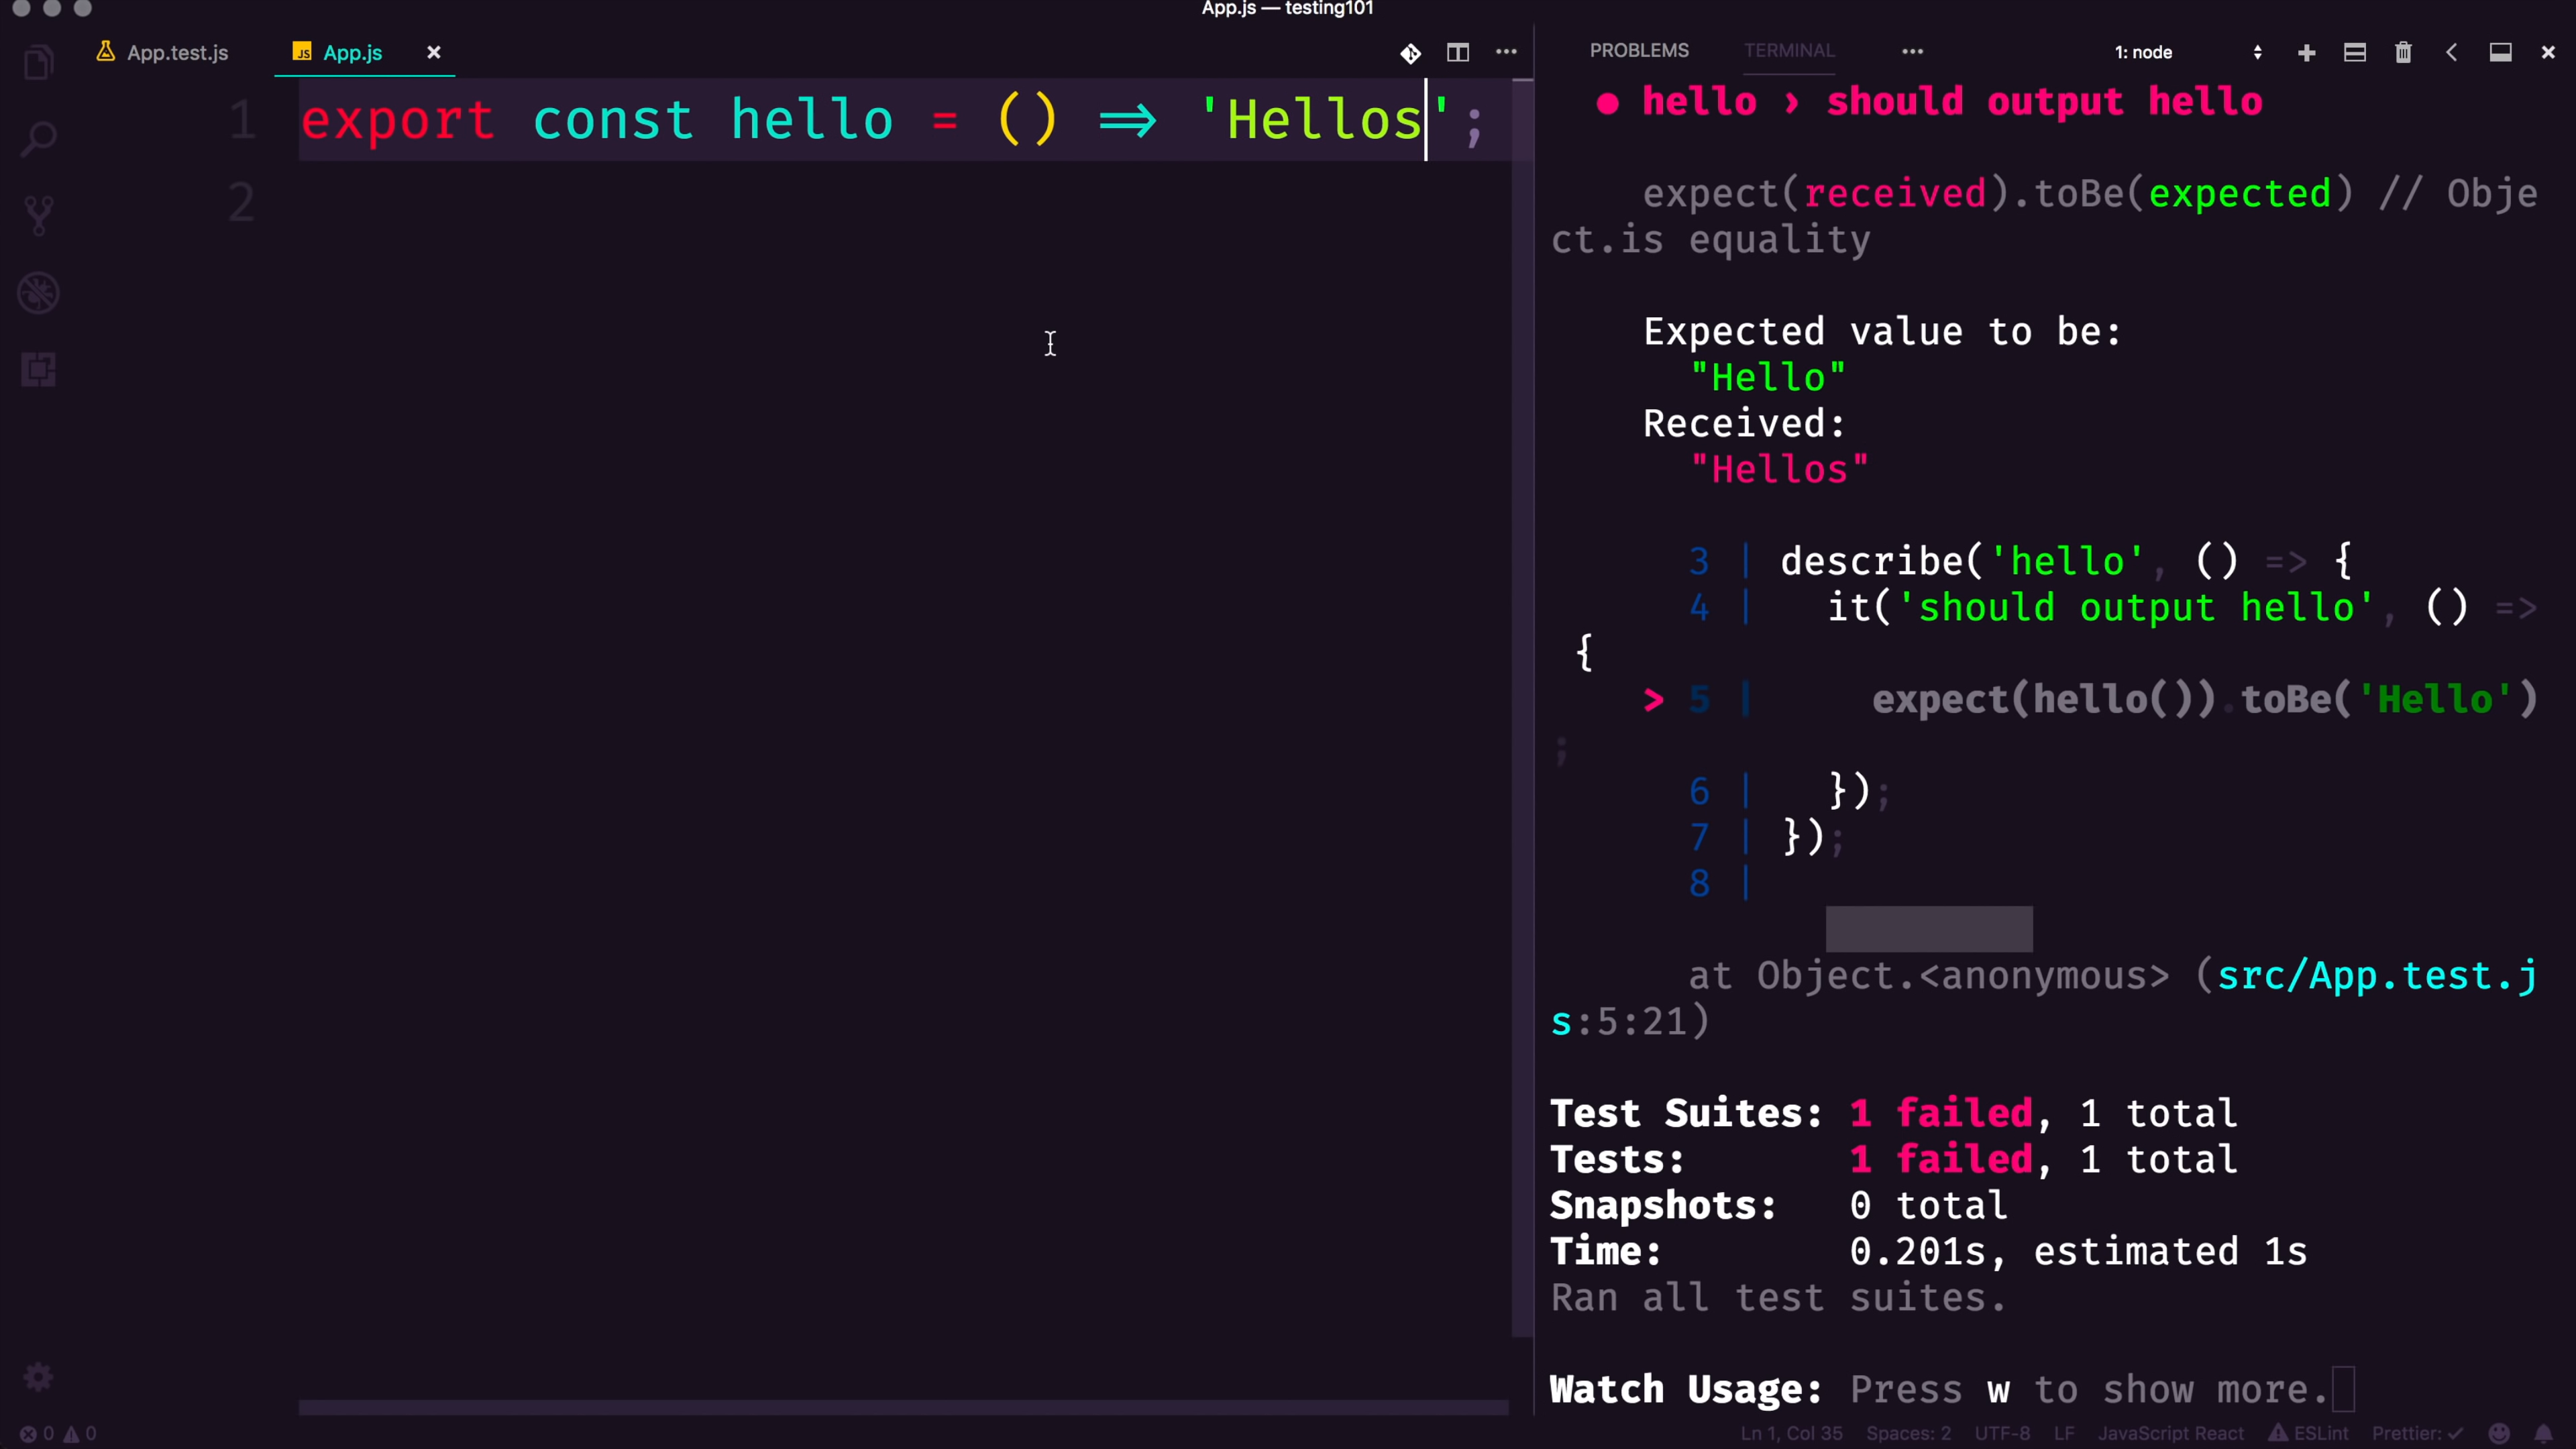 App.js — testing101
App.test.js
JS App.js
1 export const hello = () => 'Hellos';
2
PROBLEMS TERMINAL 1: node
● hello › should output hello
expect(received).toBe(expected) // Obje
ct.is equality
Expected value to be:
"Hello"
Received:
"Hellos"
3 | describe('hello', () => {
4 | it('should output hello', () =>
{
> 5 | expect(hello()).toBe('Hello')
;
6 | });
7 | });
8 |
at Object.<anonymous> (src/App.test.j
s:5:21)
Test Suites: 1 failed, 1 total
Tests: 1 failed, 1 total
Snapshots: 0 total
Time: 0.201s, estimated 1s
Ran all test suites.
Watch Usage: Press w to show more.
0 0 Ln 1, Col 35 Spaces: 2 UTF-8 LF JavaScript React ESLint Prettier: ✓